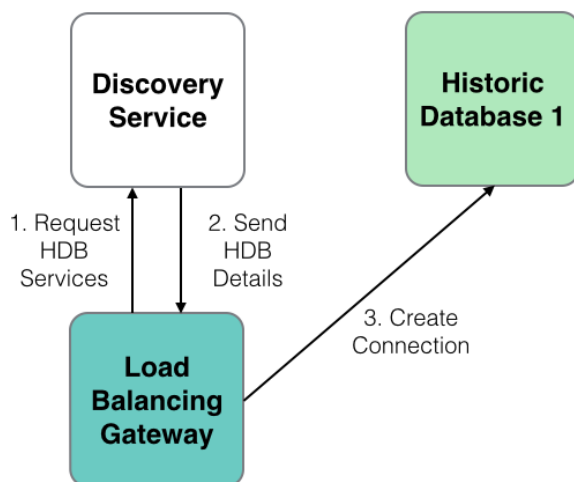 Discovery
Service
Historic
Database 1
1. Request
HDB
Services
2. Send
HDB
Details
3. Create
Connection
Load
Balancing
Gateway